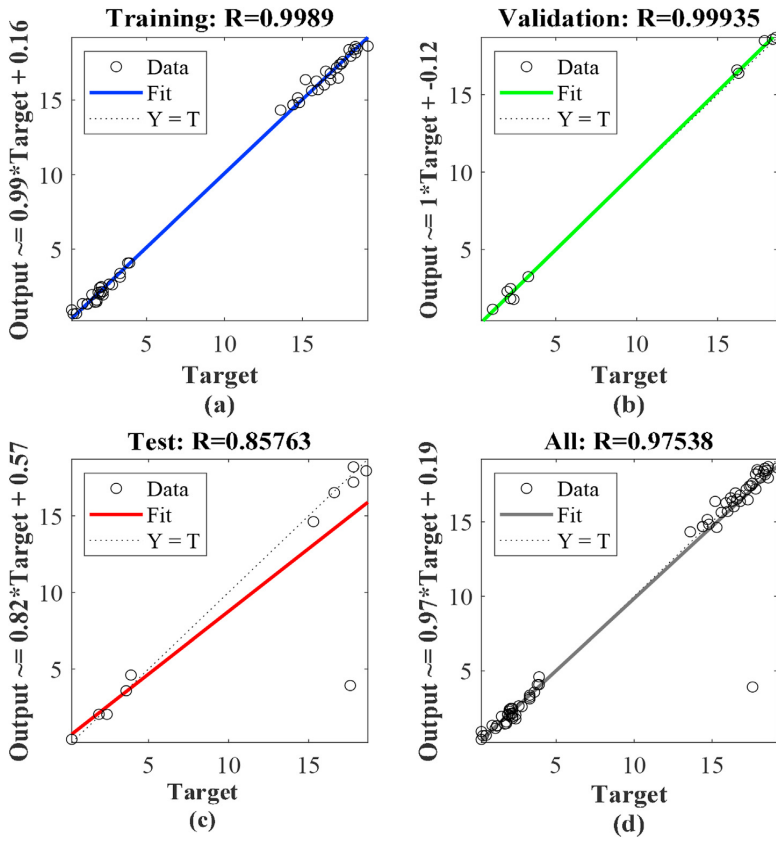 Training: R=0.9989
Output ~= 0.99*Target + 0.16
Data
Fit
Y = T
15
10
5
5
10
15
Target
(a)
Validation: R=0.99935
Output ~= 1*Target + -0.12
Data
Fit
Y = T
15
10
5
5
10
15
Target
(b)
Test: R=0.85763
Output ~= 0.82*Target + 0.57
Data
Fit
Y = T
15
10
5
5
10
15
Target
(c)
All: R=0.97538
Output ~= 0.97*Target + 0.19
Data
Fit
Y = T
15
10
5
5
10
15
Target
(d)